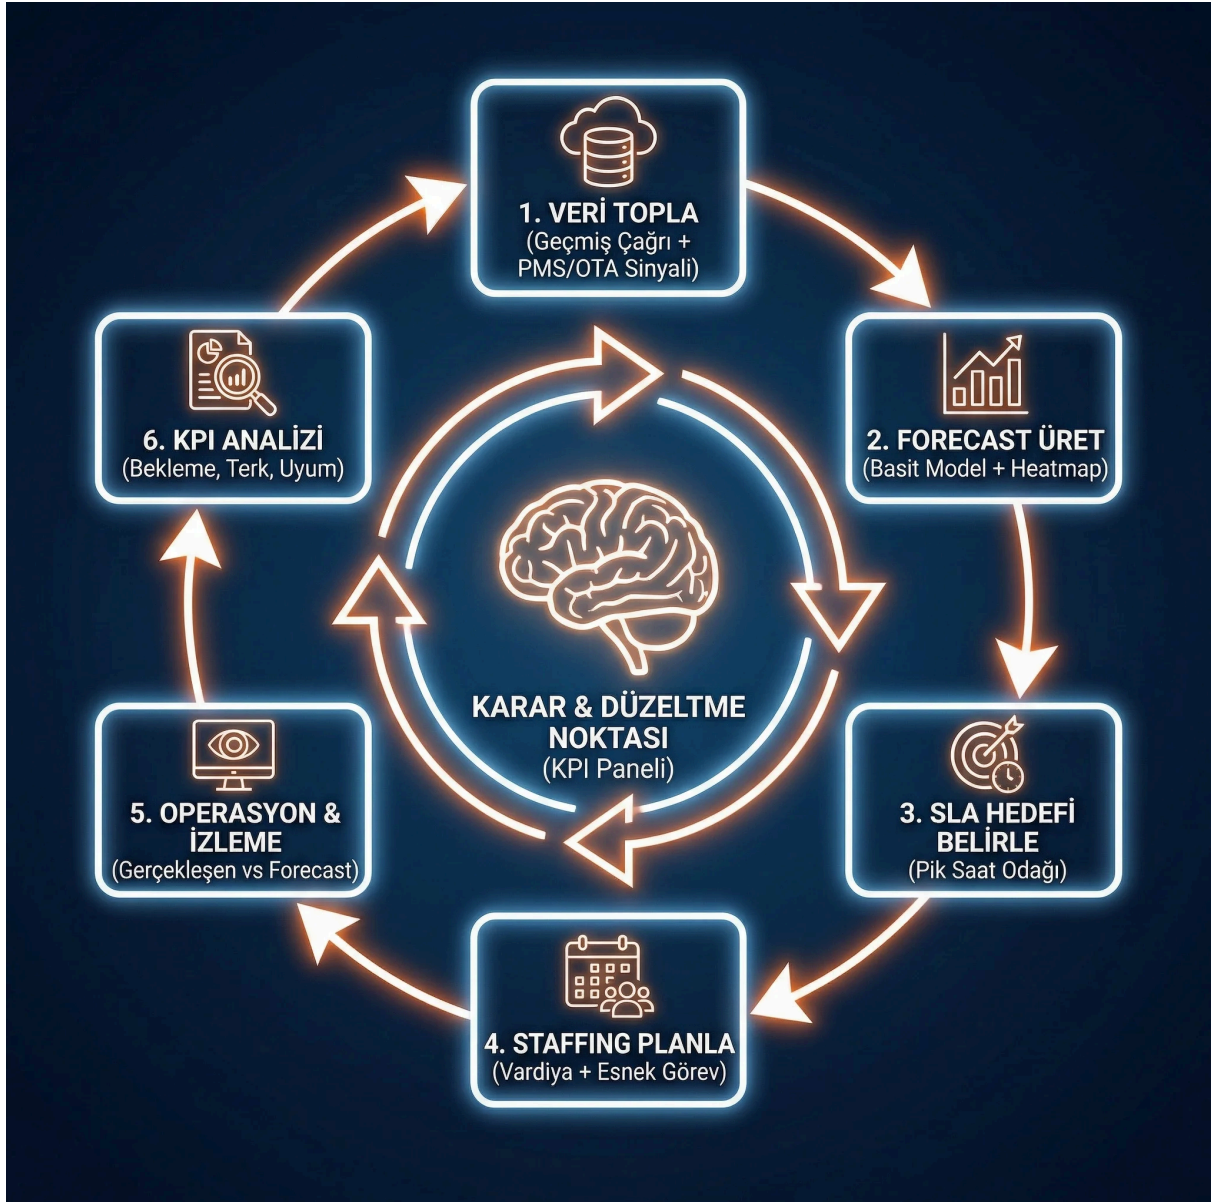 1. VERİ TOPLA
(Geçmiş Çağrı +
PMS/OTA Sinyali)
2. FORECAST ÜRET
(Basit Model + Heatmap)
3. SLA HEDEFİ
BELİRLE
(Pik Saat Odağı)
4. STAFFING PLANLA
(Vardiya + Esnek Görev)
5. OPERASYON &
İZLEME
(Gerçekleşen vs Forecast)
6. KPI ANALİZİ
(Bekleme, Terk, Uyum)
KARAR & DÜZELTME
NOKTASI
(KPI Paneli)